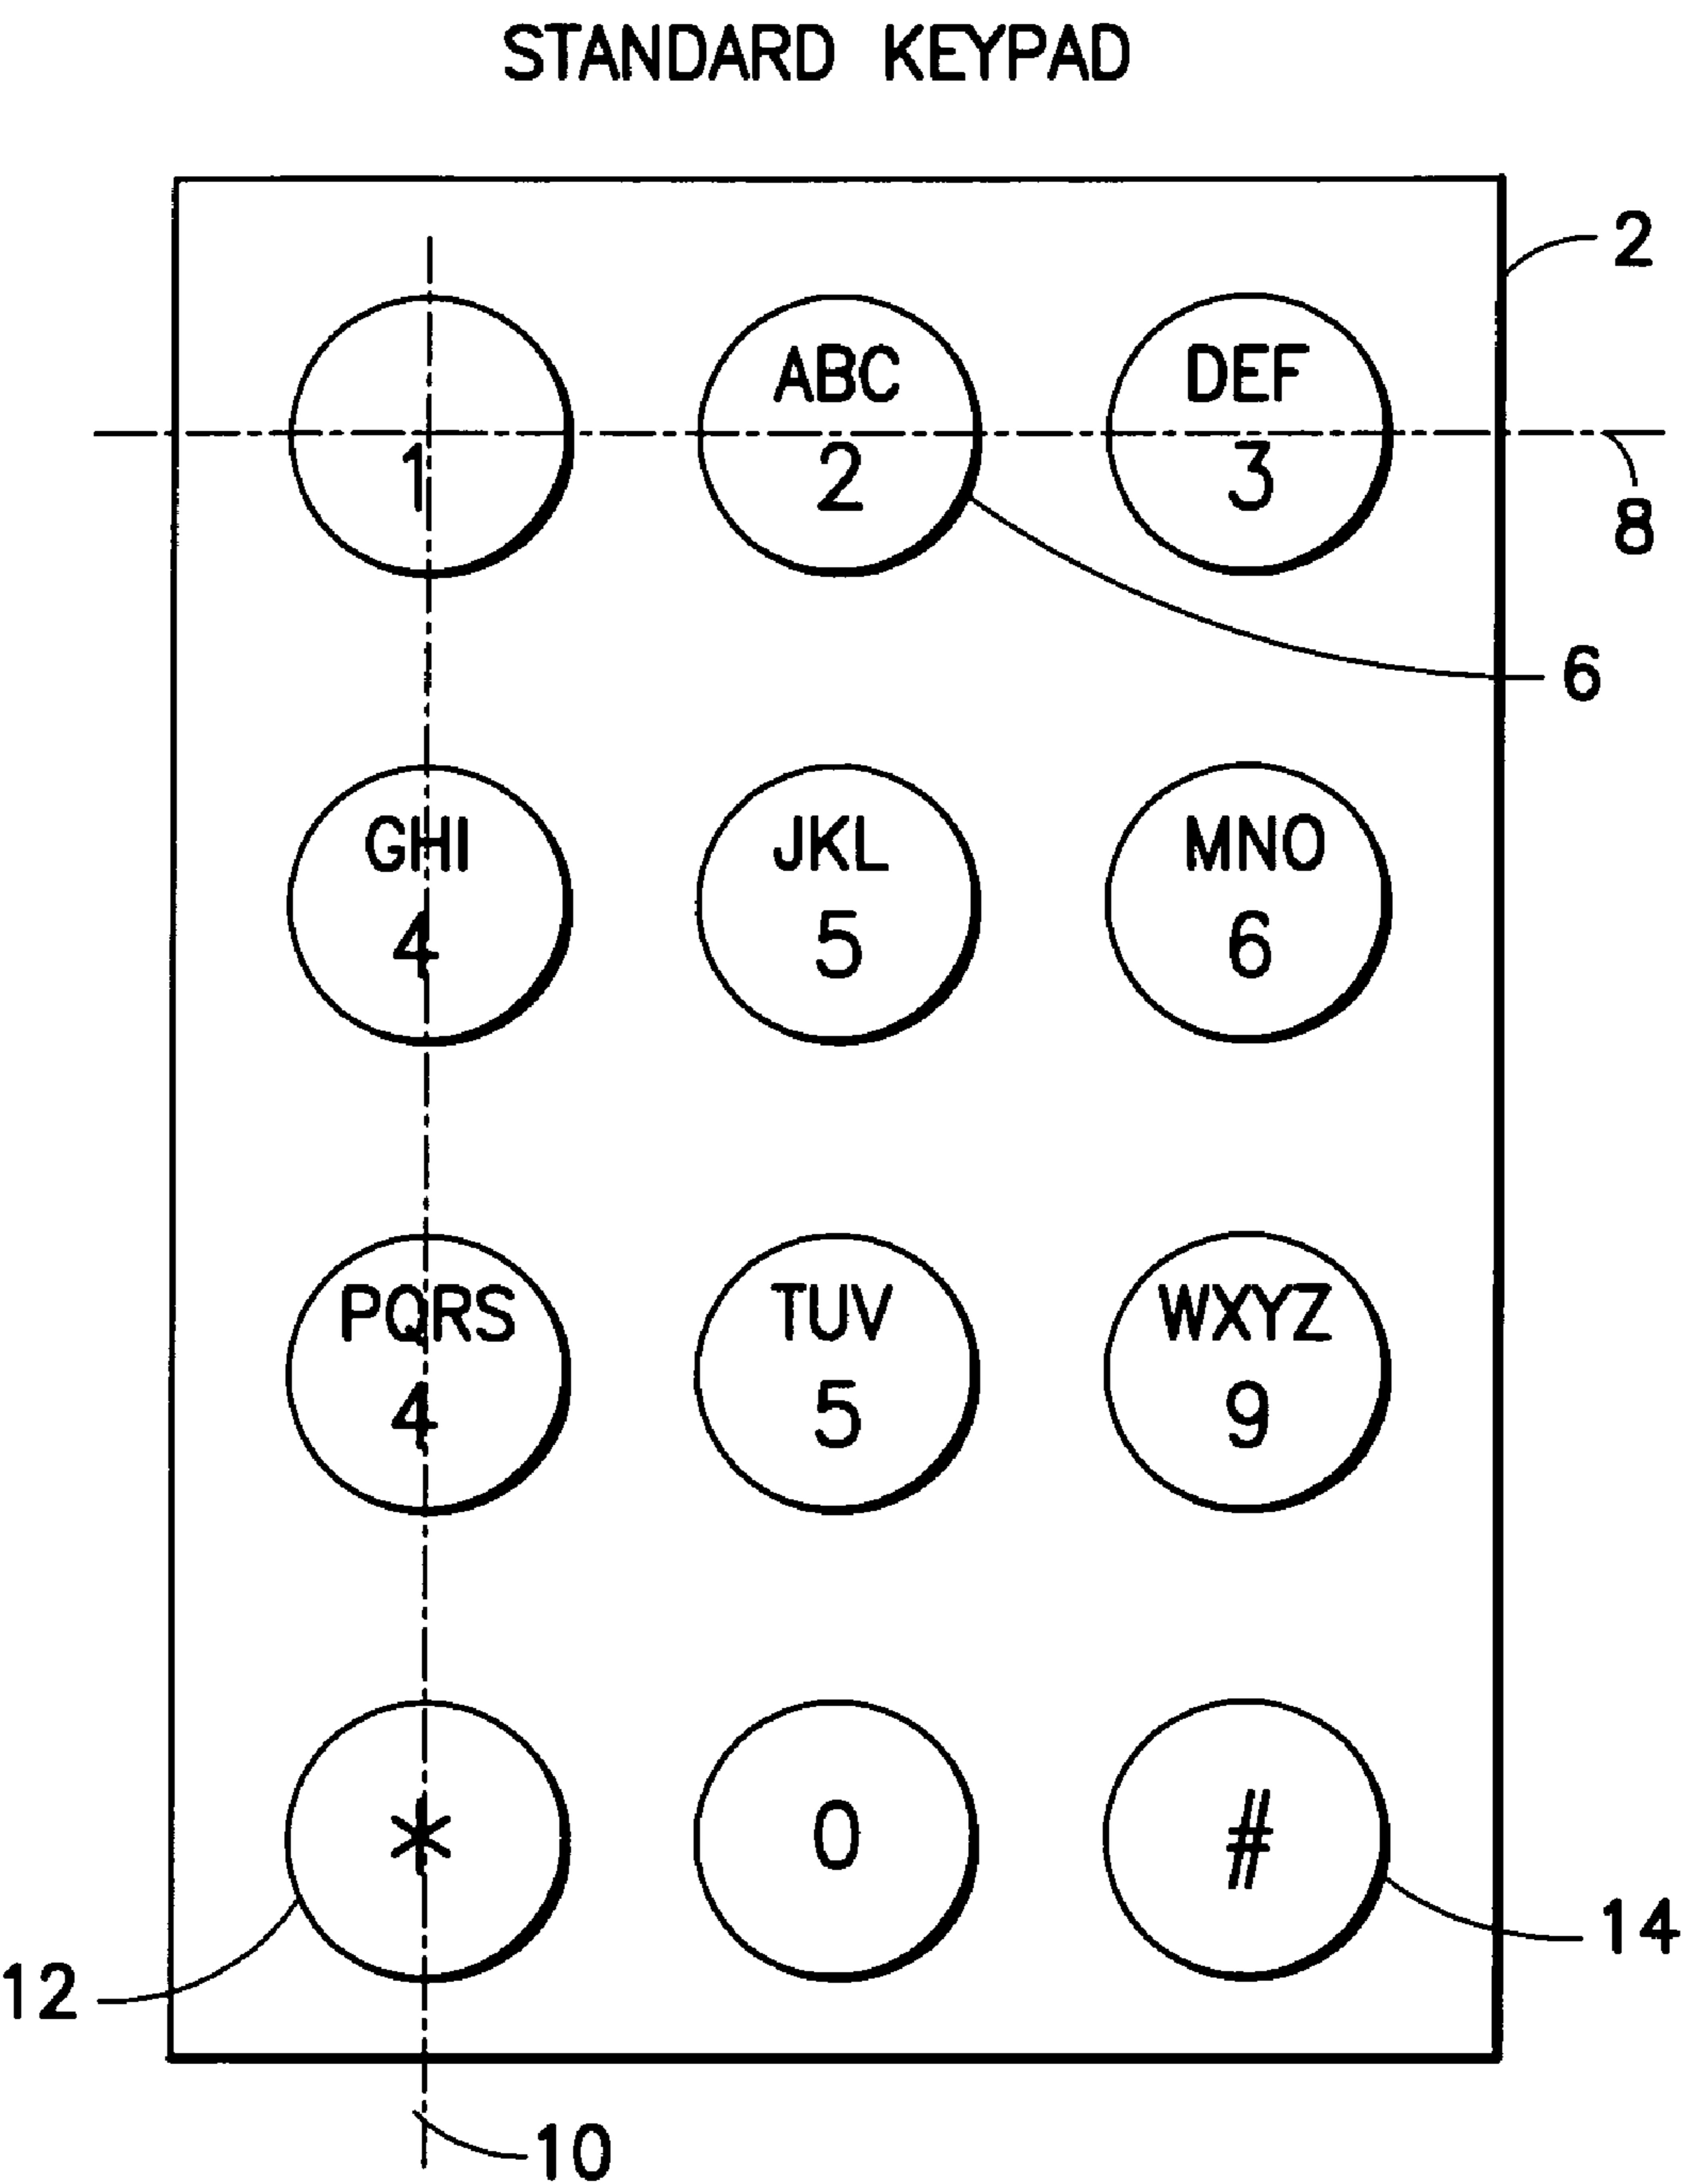 STANDARD KEYPAD
2
ABC DEF
1 2 3
8
6
GHI JKL MNO
4 5 6
PQRS TUV WXYZ
4 5 9
* 0 #
14
12
10